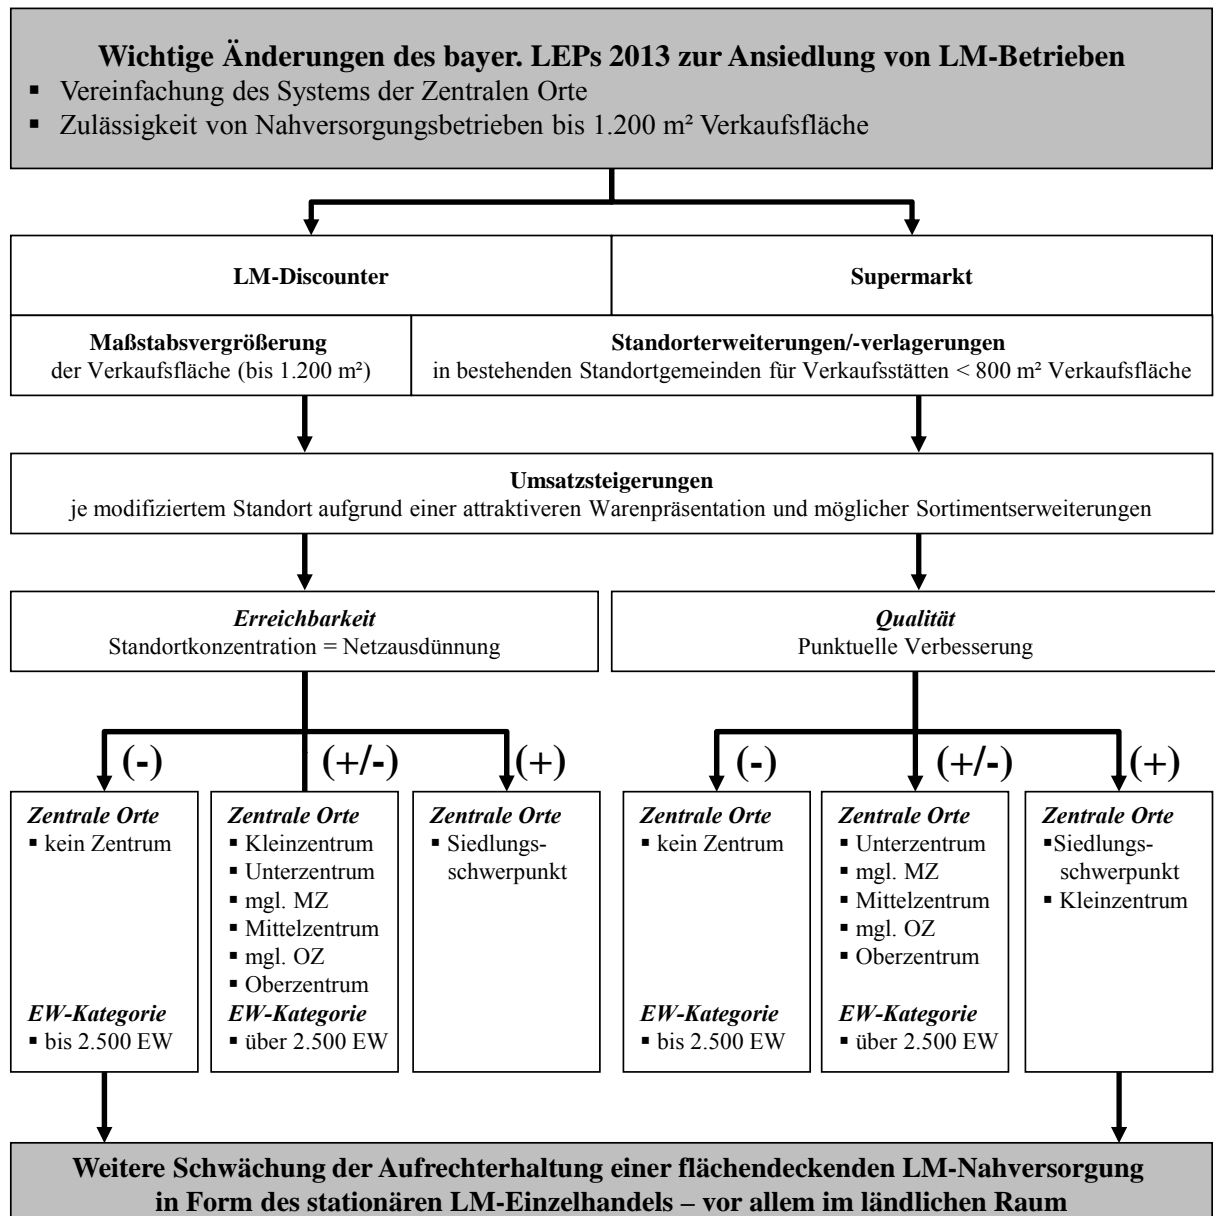 Wichtige Änderungen des bayer. LEPs 2013 zur Ansiedlung von LM-Betrieben
▪ Vereinfachung des Systems der Zentralen Orte
▪ Zulässigkeit von Nahversorgungsbetrieben bis 1.200 m² Verkaufsfläche
LM-Discounter
Supermarkt
Maßstabsvergrößerung
der Verkaufsfläche (bis 1.200 m²)
Standorterweiterungen/-verlagerungen
in bestehenden Standortgemeinden für Verkaufsstätten < 800 m² Verkaufsfläche
Umsatzsteigerungen
je modifiziertem Standort aufgrund einer attraktiveren Warenpräsentation und möglicher Sortimentserweiterungen
Erreichbarkeit
Standortkonzentration = Netzausdünnung
Qualität
Punktuelle Verbesserung
(-)
Zentrale Orte
▪ kein Zentrum
EW-Kategorie
▪ bis 2.500 EW
(+/-)
Zentrale Orte
▪ Kleinzentrum
▪ Unterzentrum
▪ mgl. MZ
▪ Mittelzentrum
▪ mgl. OZ
▪ Oberzentrum
EW-Kategorie
▪ über 2.500 EW
(+)
Zentrale Orte
▪ Siedlungs-
schwerpunkt
(-)
Zentrale Orte
▪ kein Zentrum
EW-Kategorie
▪ bis 2.500 EW
(+/-)
Zentrale Orte
▪ Unterzentrum
▪ mgl. MZ
▪ Mittelzentrum
▪ mgl. OZ
▪ Oberzentrum
EW-Kategorie
▪ über 2.500 EW
(+)
Zentrale Orte
▪Siedlungs-
schwerpunkt
▪ Kleinzentrum
Weitere Schwächung der Aufrechterhaltung einer flächendeckenden LM-Nahversorgung
in Form des stationären LM-Einzelhandels – vor allem im ländlichen Raum